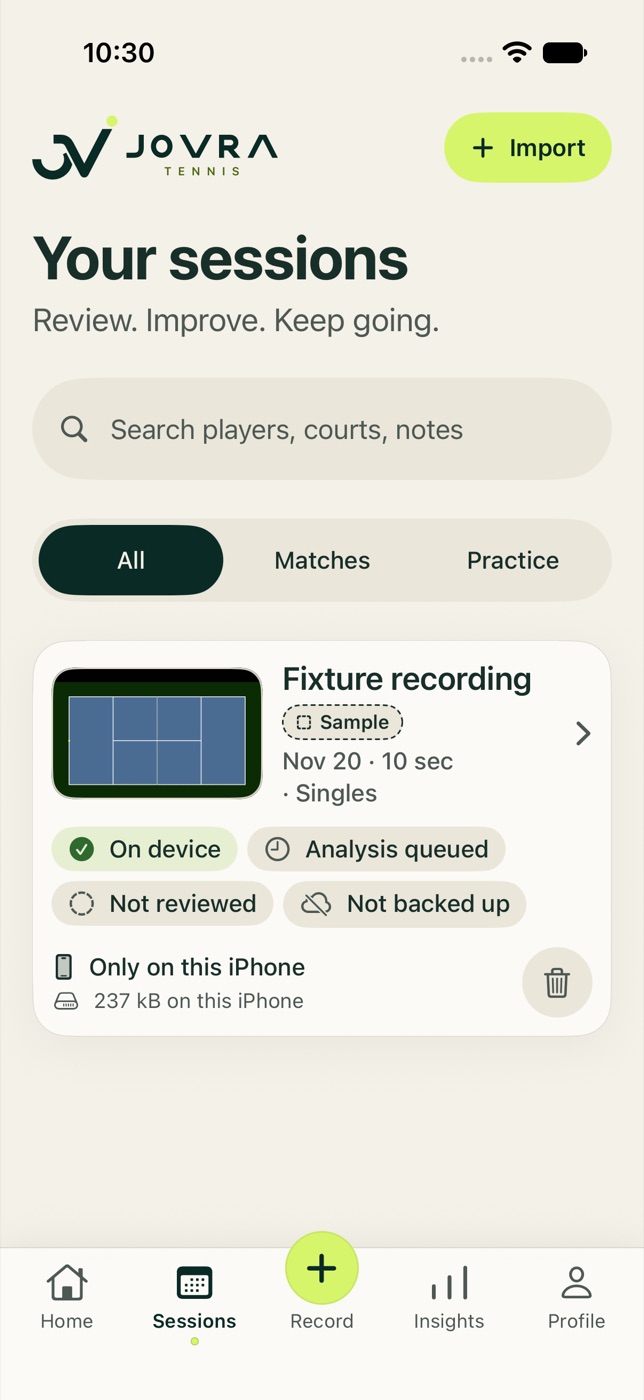 10:30
JOVRA
TENNIS
Import
Your sessions
Review. Improve. Keep going.
Search players, courts, notes
All
Matches
Practice
Fixture recording
Sample
Nov 20 · 10 sec
· Singles
On device
Analysis queued
Not reviewed
Not backed up
Only on this iPhone
237 kB on this iPhone
Home
Sessions
Record
Insights
Profile